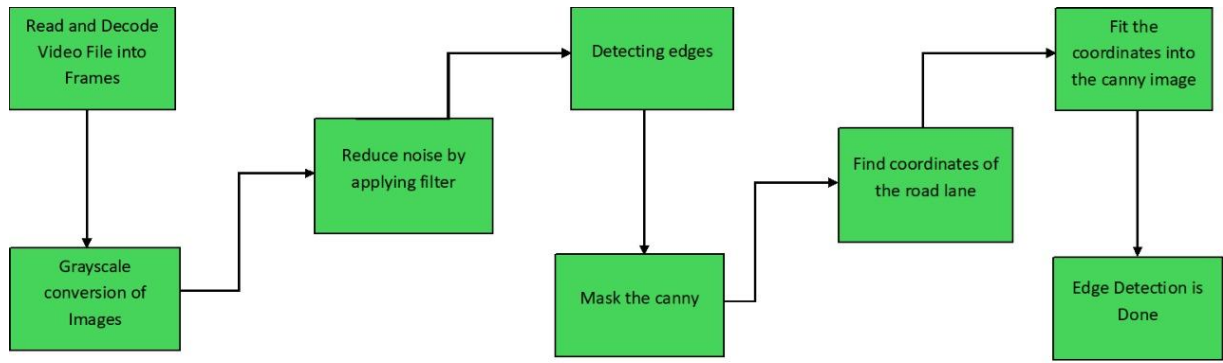 Read and Decode
Video File into
Frames
Grayscale
conversion of
Images
Reduce noise by
applying filter
Detecting edges
Mask the canny
Find coordinates of
the road lane
Fit the
coordinates into
the canny image
Edge Detection is
Done